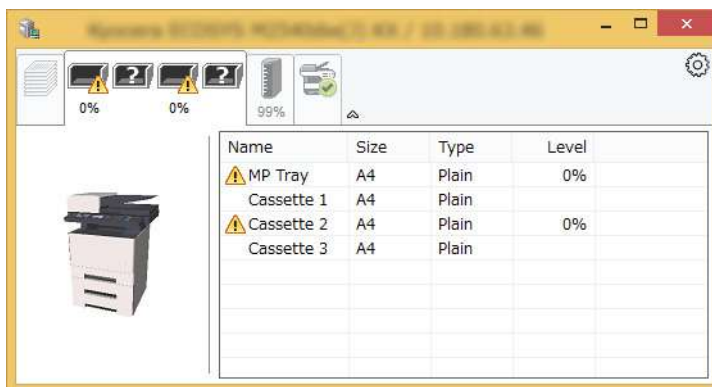 ? ?
0% 0% 99%
Name Size Type Level
MP Tray A4 Plain 0%
Cassette 1 A4 Plain
Cassette 2 A4 Plain 0%
Cassette 3 A4 Plain